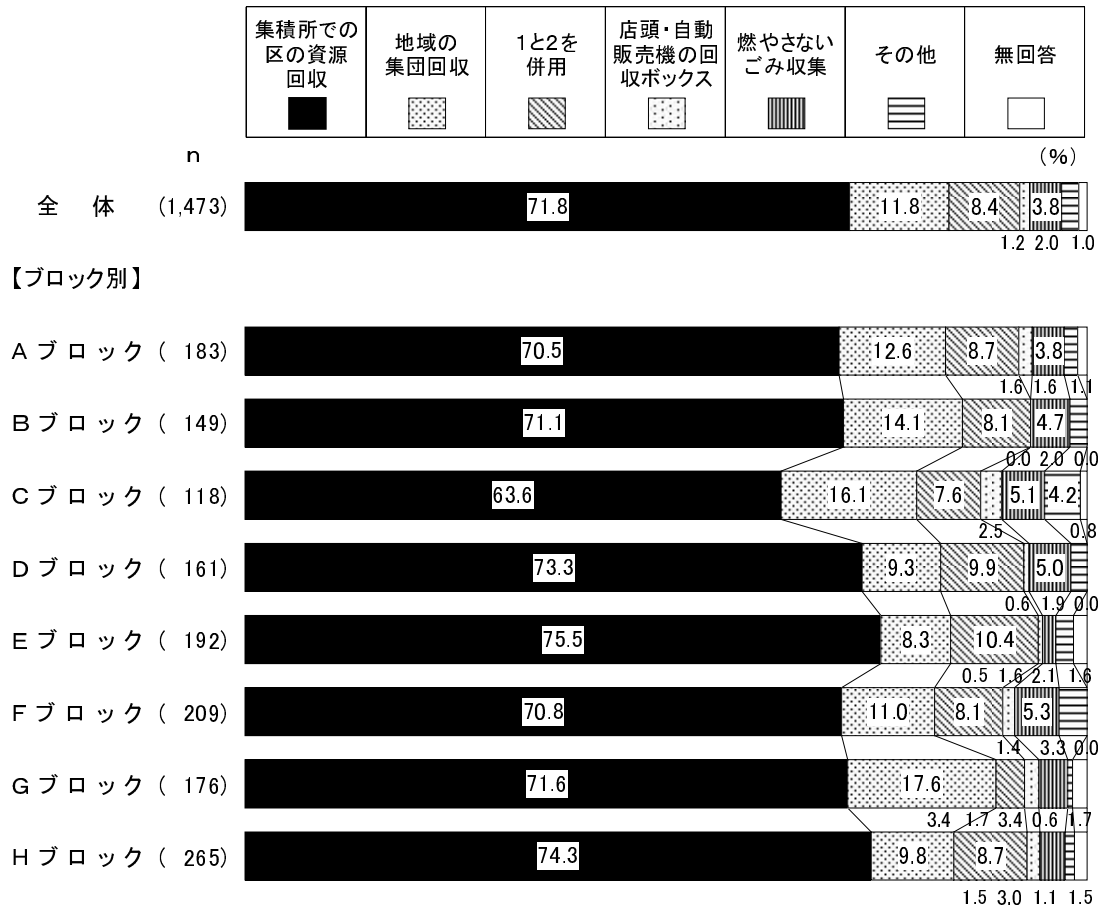 集積所での
区の資源
回収
地域の
集団回収
1と2を
併用
店頭・自動
販売機の回
収ボックス
燃やさない
ごみ収集
その他
無回答
n
(%)
全 体 (1,473) 71.8 11.8 8.4 3.8
1.2 2.0 1.0
【ブロック別】
Aブロック( 183) 70.5 12.6 8.7 3.8
1.6 1.6 1.1
Bブロック( 149) 71.1 14.1 8.1 4.7
0.0 2.0 0.0
Cブロック( 118) 63.6 16.1 7.6 5.1 4.2
2.5 0.8
Dブロック( 161) 73.3 9.3 9.9 5.0
0.6 1.9 0.0
Eブロック( 192) 75.5 8.3 10.4
0.5 1.6 2.1 1.6
Fブロック( 209) 70.8 11.0 8.1 5.3
1.4 3.3 0.0
Gブロック( 176) 71.6 17.6
3.4 1.7 3.4 0.6 1.7
Hブロック( 265) 74.3 9.8 8.7
1.5 3.0 1.1 1.5